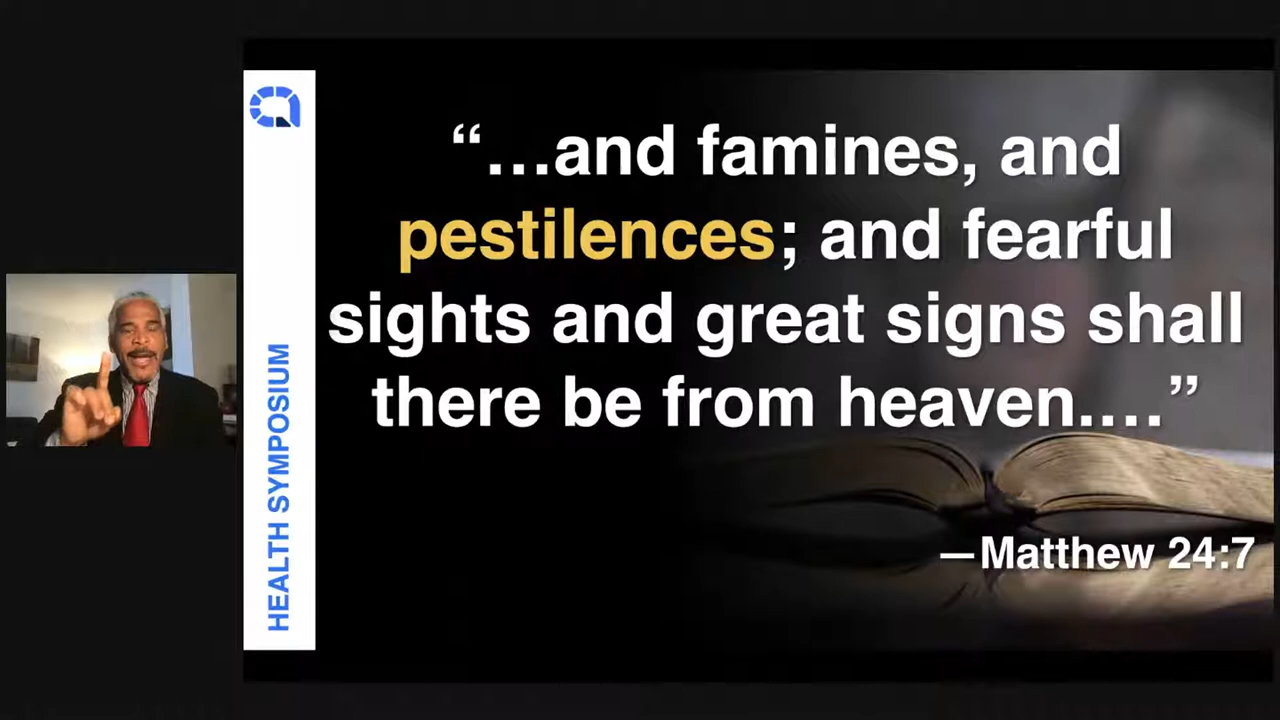 HEALTH SYMPOSIUM
“…and famines, and
pestilences; and fearful
sights and great signs shall
there be from heaven.…”
—Matthew 24:7